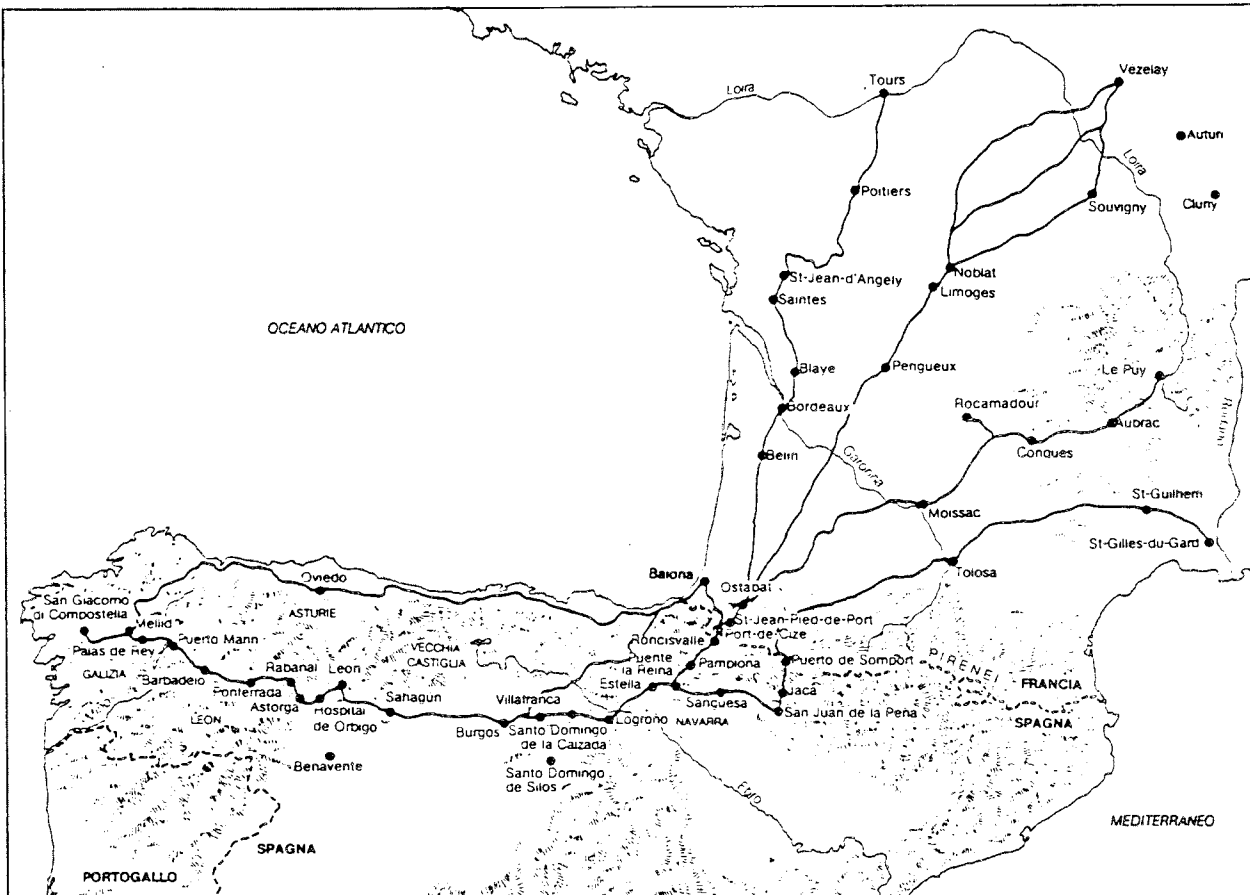 Vezelay
Tours
Loira
Autun
Loira
Poitiers
Souvigny
Cluny
Noblat
St-Jean-d'Angely
Limoges
Saintes
OCEANO ATLANTICO
Blaye
Perigueux
Le Puy
Rocamadour
Bordeaux
Aubrac
Rodano
Conques
Belin
Garonna
St-Guilhem
Moissac
St-Gilles-du-Gard
Tolosa
Baiona
Oviedo
Ostabat
San Giacomo
di Compostella
ASTURIE
Mellid
St-Jean-Pied-de-Port
Puerto Marin
Roncisvalle
Port-de-Cize
Palas de Rey
VECCHIA
CASTIGLIA
Puente
la Reina
Pamplona
Puerto de Somport
PIRENEI
GALIZIA
Barbadelo
Rabanal
Leon
Estella
FRANCIA
Ponferrada
Sanguesa
Jaca
Astorga
Sahagun
Villafranca
SPAGNA
LEON
Hospital
de Orbigo
Logroño
NAVARRA
San Juan de la Peña
Burgos
Santo Domingo
de la Calzada
Benavente
Santo Domingo
de Silos
Ebro
MEDITERRANEO
SPAGNA
PORTOGALLO